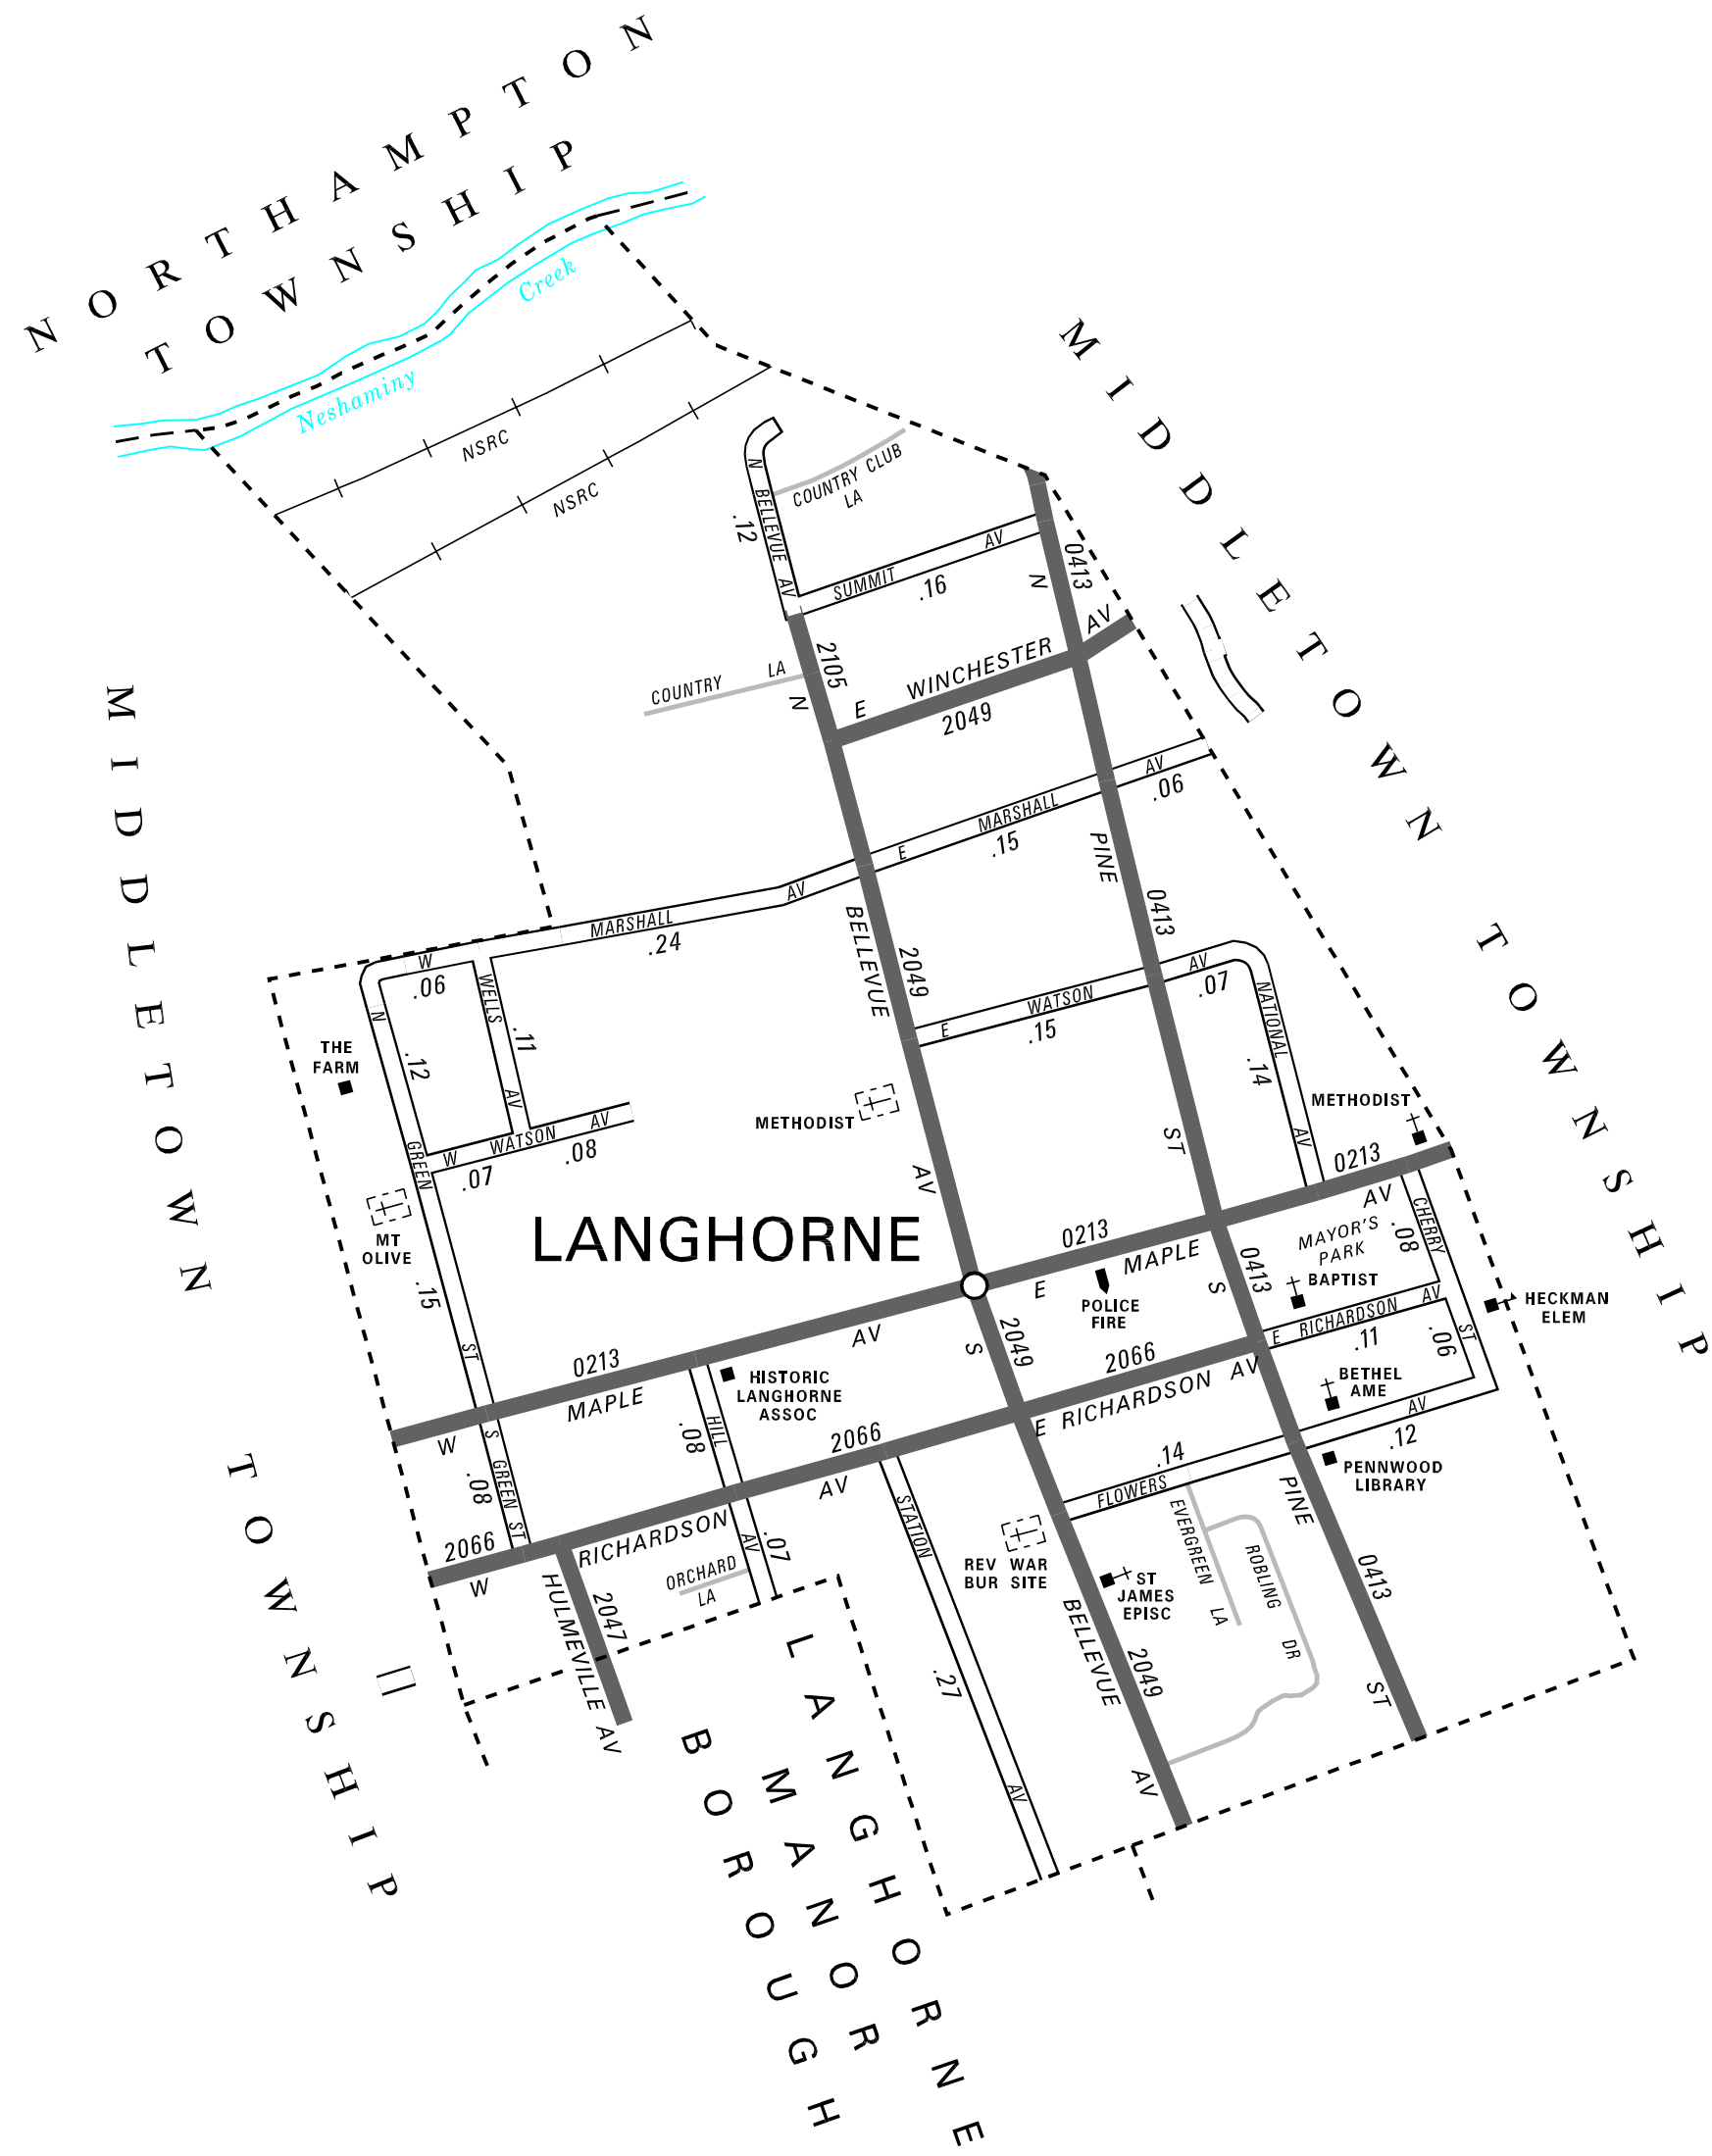 NORTHAMPTON
TOWNSHIP
Neshaminy Creek
NSRC
NSRC
MIDDLETOWN TOWNSHIP
MIDDLETOWN TOWNSHIP
N BELLEVUE AV
.12
COUNTRY CLUB
LA
SUMMIT AV
.16
0413
N
2105
N
COUNTRY LA
E WINCHESTER AV
2049
E MARSHALL AV
.15
.06
W MARSHALL AV
.06
.24
PINE
0413
BELLEVUE
2049
E WATSON AV
.15
.07
NATIONAL AV
.14
WELLS AV
.11
N GREEN ST
.12
.15
THE
FARM
W WATSON AV
.07
.08
METHODIST
METHODIST
MT
OLIVE
ST
AV
LANGHORNE
0213
0213
E MAPLE AV
CHERRY ST
.08
.06
MAYOR'S
PARK
BAPTIST
0413
S
POLICE
FIRE
HECKMAN
ELEM
E RICHARDSON AV
.11
2049
S
0213
W MAPLE AV
HISTORIC
LANGHORNE
ASSOC
2066
E RICHARDSON AV
BETHEL
AME
HILL AV
.08
.07
S GREEN ST
.08
2066
2066
W RICHARDSON AV
FLOWERS AV
.14
.12
PENNWOOD
LIBRARY
STATION AV
.27
PINE ST
0413
EVERGREEN LA
ROBLING DR
REV WAR
BUR SITE
ST
JAMES
EPISC
ORCHARD
LA
HULMEVILLE AV
2047
BELLEVUE AV
2049
LANGHORNE
MANOR
BOROUGH